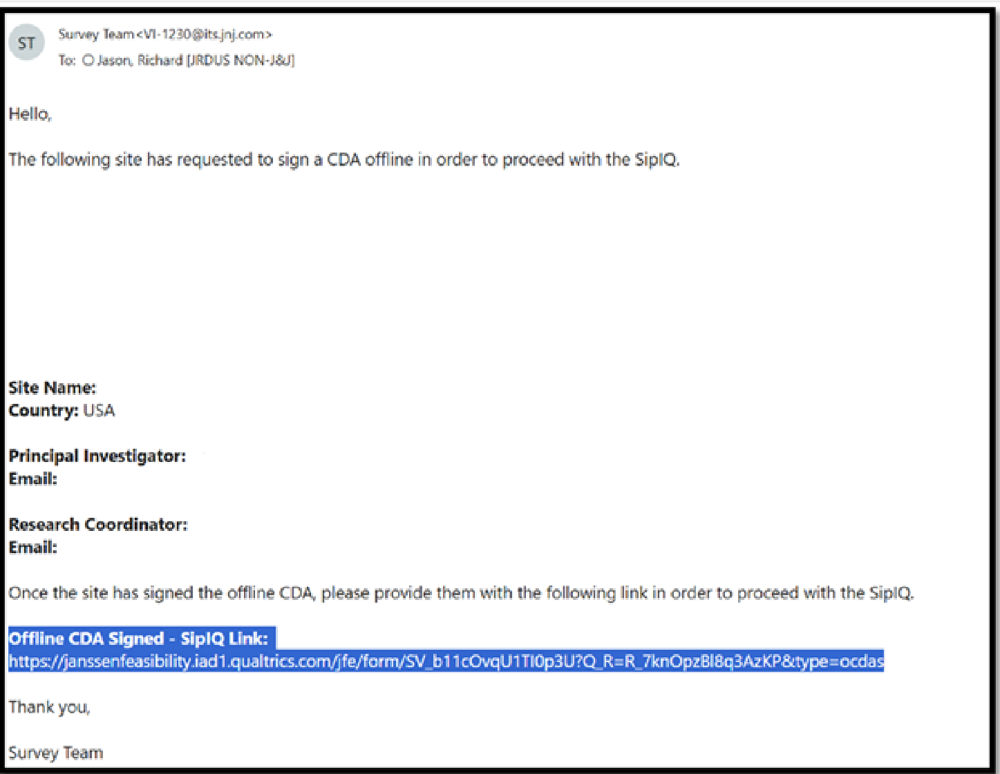 ST
Survey Team<VI-1230@its.jnj.com>
To: Jason, Richard [JRDUS NON-J&J]
Hello,
The following site has requested to sign a CDA offline in order to proceed with the SipIQ.
Site Name:
Country: USA
Principal Investigator:
Email:
Research Coordinator:
Email:
Once the site has signed the offline CDA, please provide them with the following link in order to proceed with the SipIQ.
Offline CDA Signed - SipIQ Link:
https://janssenfeasibility.iad1.qualtrics.com/jfe/form/SV_b11cOvqU1TI0p3U?Q_R=R_7knOpzBl8q3AzKP&type=ocdas
Thank you,
Survey Team